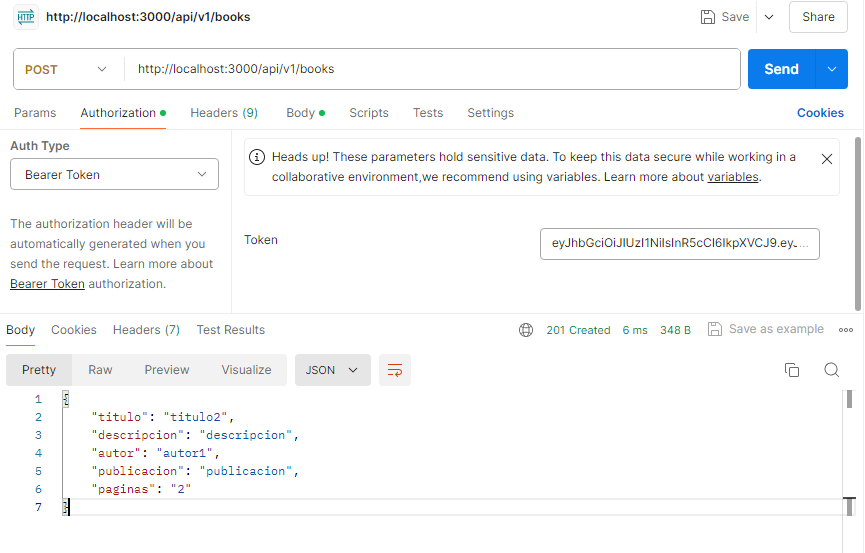 HTTP http://localhost:3000/api/v1/books Save Share
POST http://localhost:3000/api/v1/books Send
Params Authorization Headers (9) Body Scripts Tests Settings Cookies
Auth Type
Bearer Token
The authorization header will be
automatically generated when you
send the request. Learn more about
Bearer Token authorization.
Heads up! These parameters hold sensitive data. To keep this data secure while working in a
collaborative environment,we recommend using variables. Learn more about variables.
Token eyJhbGciOiJIUzI1NiIsInR5cCI6IkpXVCJ9.eyJ...
Body Cookies Headers (7) Test Results 201 Created 6 ms 348 B Save as example
Pretty Raw Preview Visualize JSON
1 {
2 "titulo": "titulo2",
3 "descripcion": "descripcion",
4 "autor": "autor1",
5 "publicacion": "publicacion",
6 "paginas": "2"
7 }